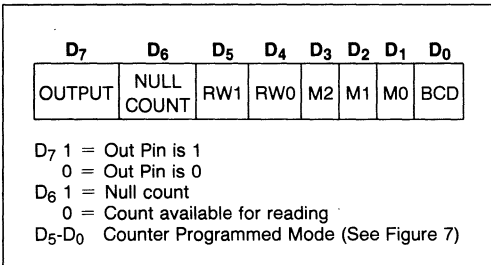 D7 D6 D5 D4 D3 D2 D1 D0
OUTPUT NULL COUNT RW1 RW0 M2 M1 M0 BCD
D7 1 = Out Pin is 1
0 = Out Pin is 0
D6 1 = Null count
0 = Count available for reading
D5-D0 Counter Programmed Mode (See Figure 7)